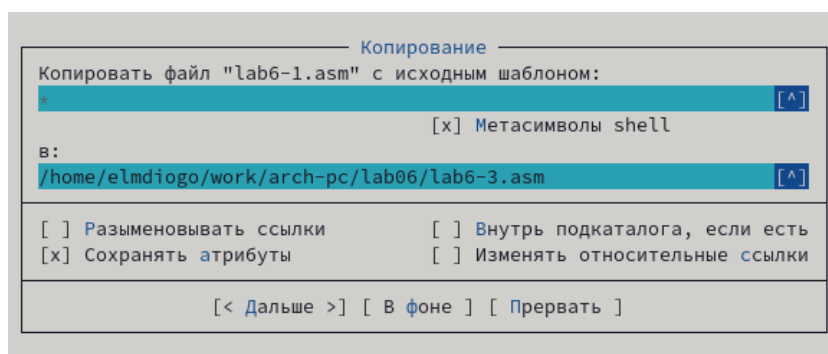 Копирование
Копировать файл "lab6-1.asm" с исходным шаблоном:
* [^]
[x] Метасимволы shell
в:
/home/elmdiogo/work/arch-pc/lab06/lab6-3.asm [^]
[ ] Разыменовывать ссылки [ ] Внутрь подкаталога, если есть
[x] Сохранять атрибуты [ ] Изменять относительные ссылки
[< Дальше >] [ В фоне ] [ Прервать ]